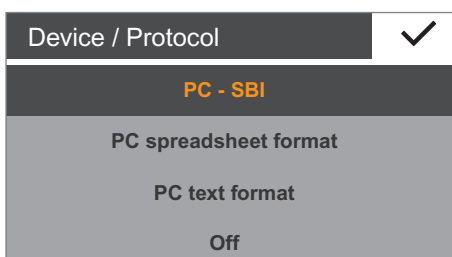 Device / Protocol
PC - SBI
PC spreadsheet format
PC text format
Off